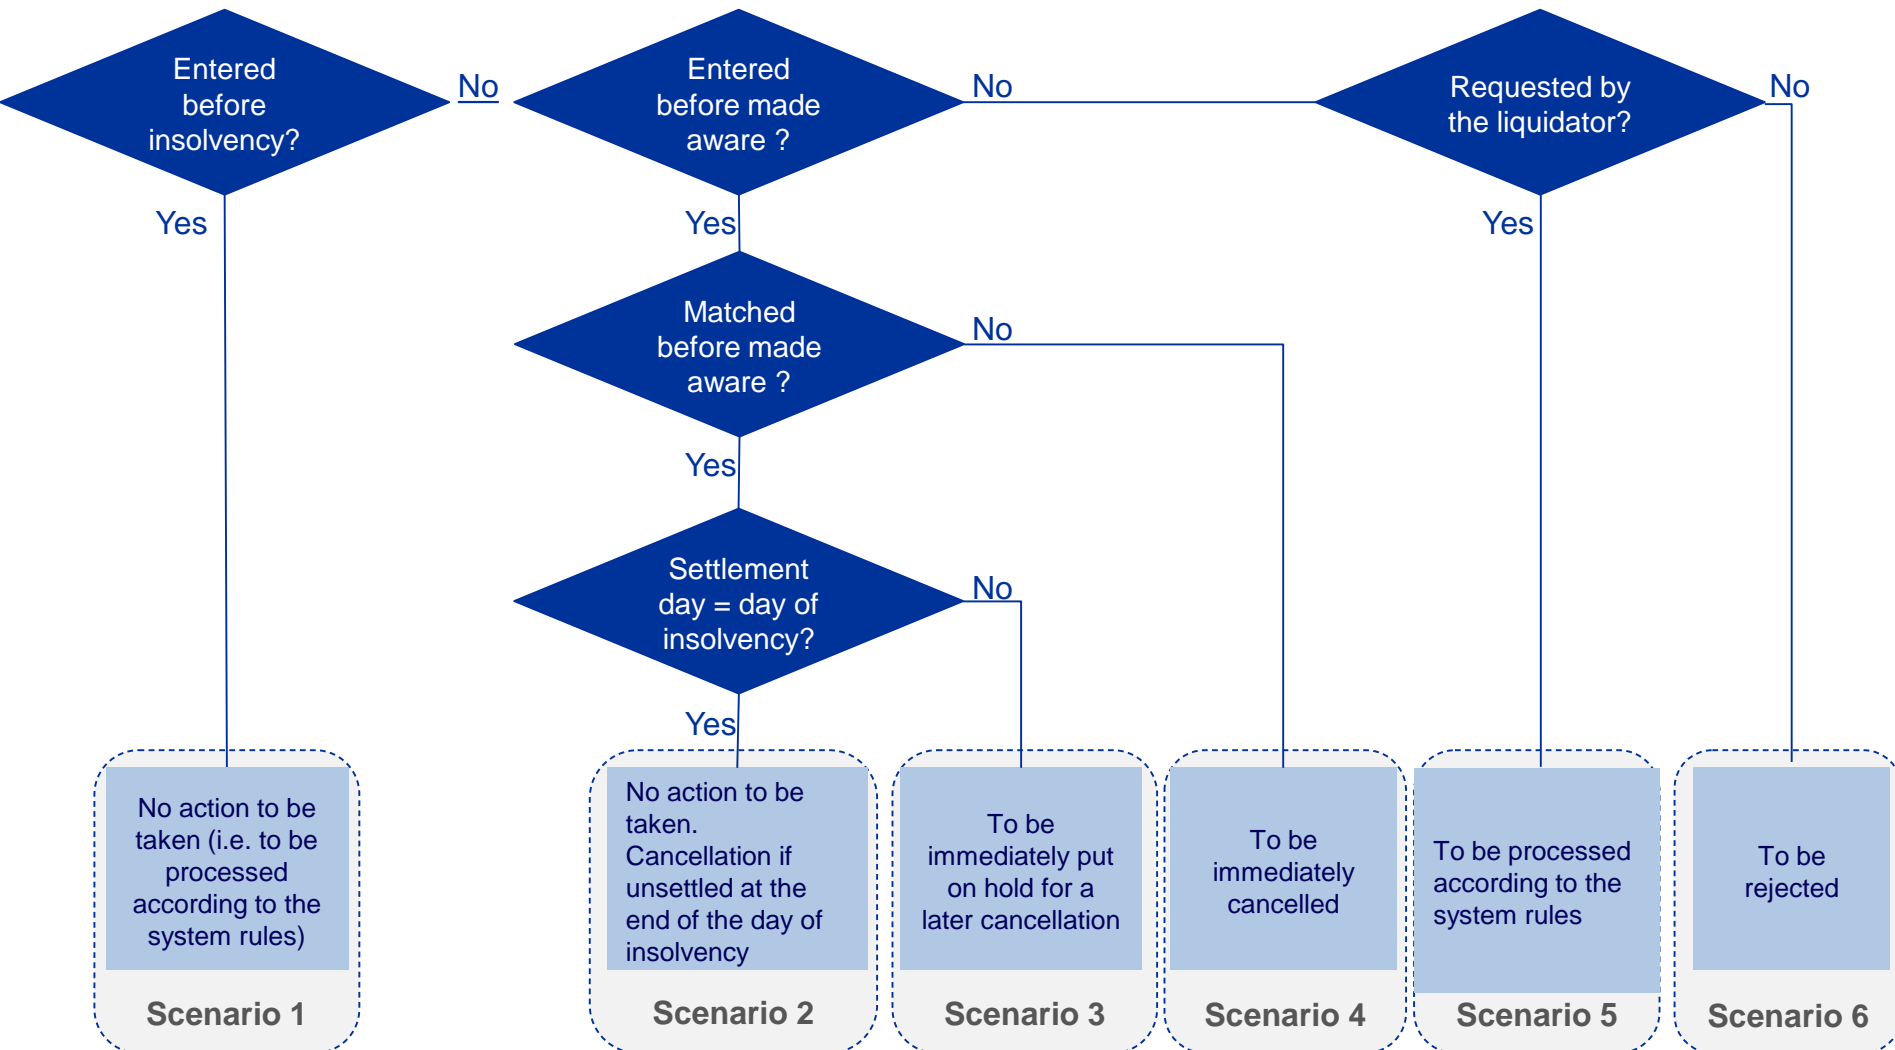 Entered
before
insolvency?
No
Entered
before made
aware ?
No
Requested by
the liquidator?
No
Yes
Yes
Yes
Matched
before made
aware ?
No
Yes
Settlement
day = day of
insolvency?
No
Yes
No action to be
taken (i.e. to be
processed
according to the
system rules)
No action to be
taken.
Cancellation if
unsettled at the
end of the day of
insolvency
To be
immediately put
on hold for a
later cancellation
To be
immediately
cancelled
To be processed
according to the
system rules
To be
rejected
Scenario 1
Scenario 2
Scenario 3
Scenario 4
Scenario 5
Scenario 6